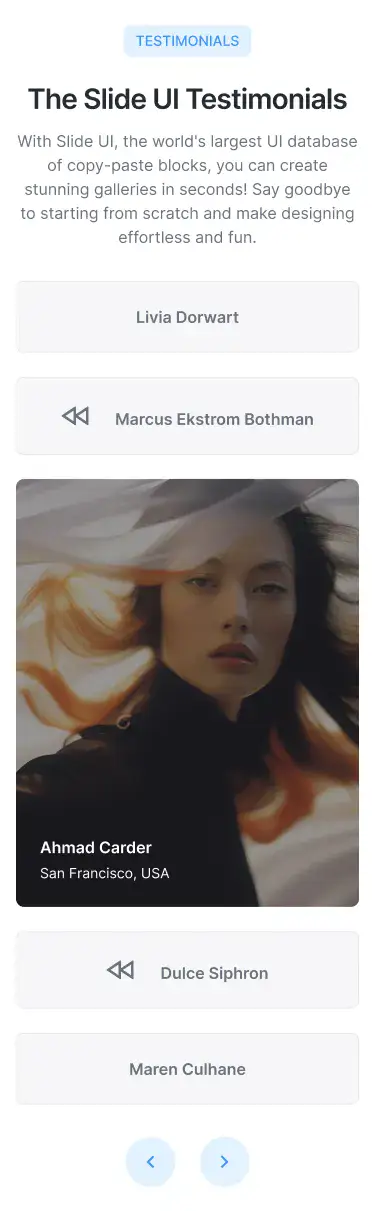 TESTIMONIALS
The Slide UI Testimonials
With Slide UI, the world's largest UI database
of copy-paste blocks, you can create
stunning galleries in seconds! Say goodbye
to starting from scratch and make designing
effortless and fun.
Livia Dorwart
Marcus Ekstrom Bothman
Ahmad Carder
San Francisco, USA
Dulce Siphron
Maren Culhane